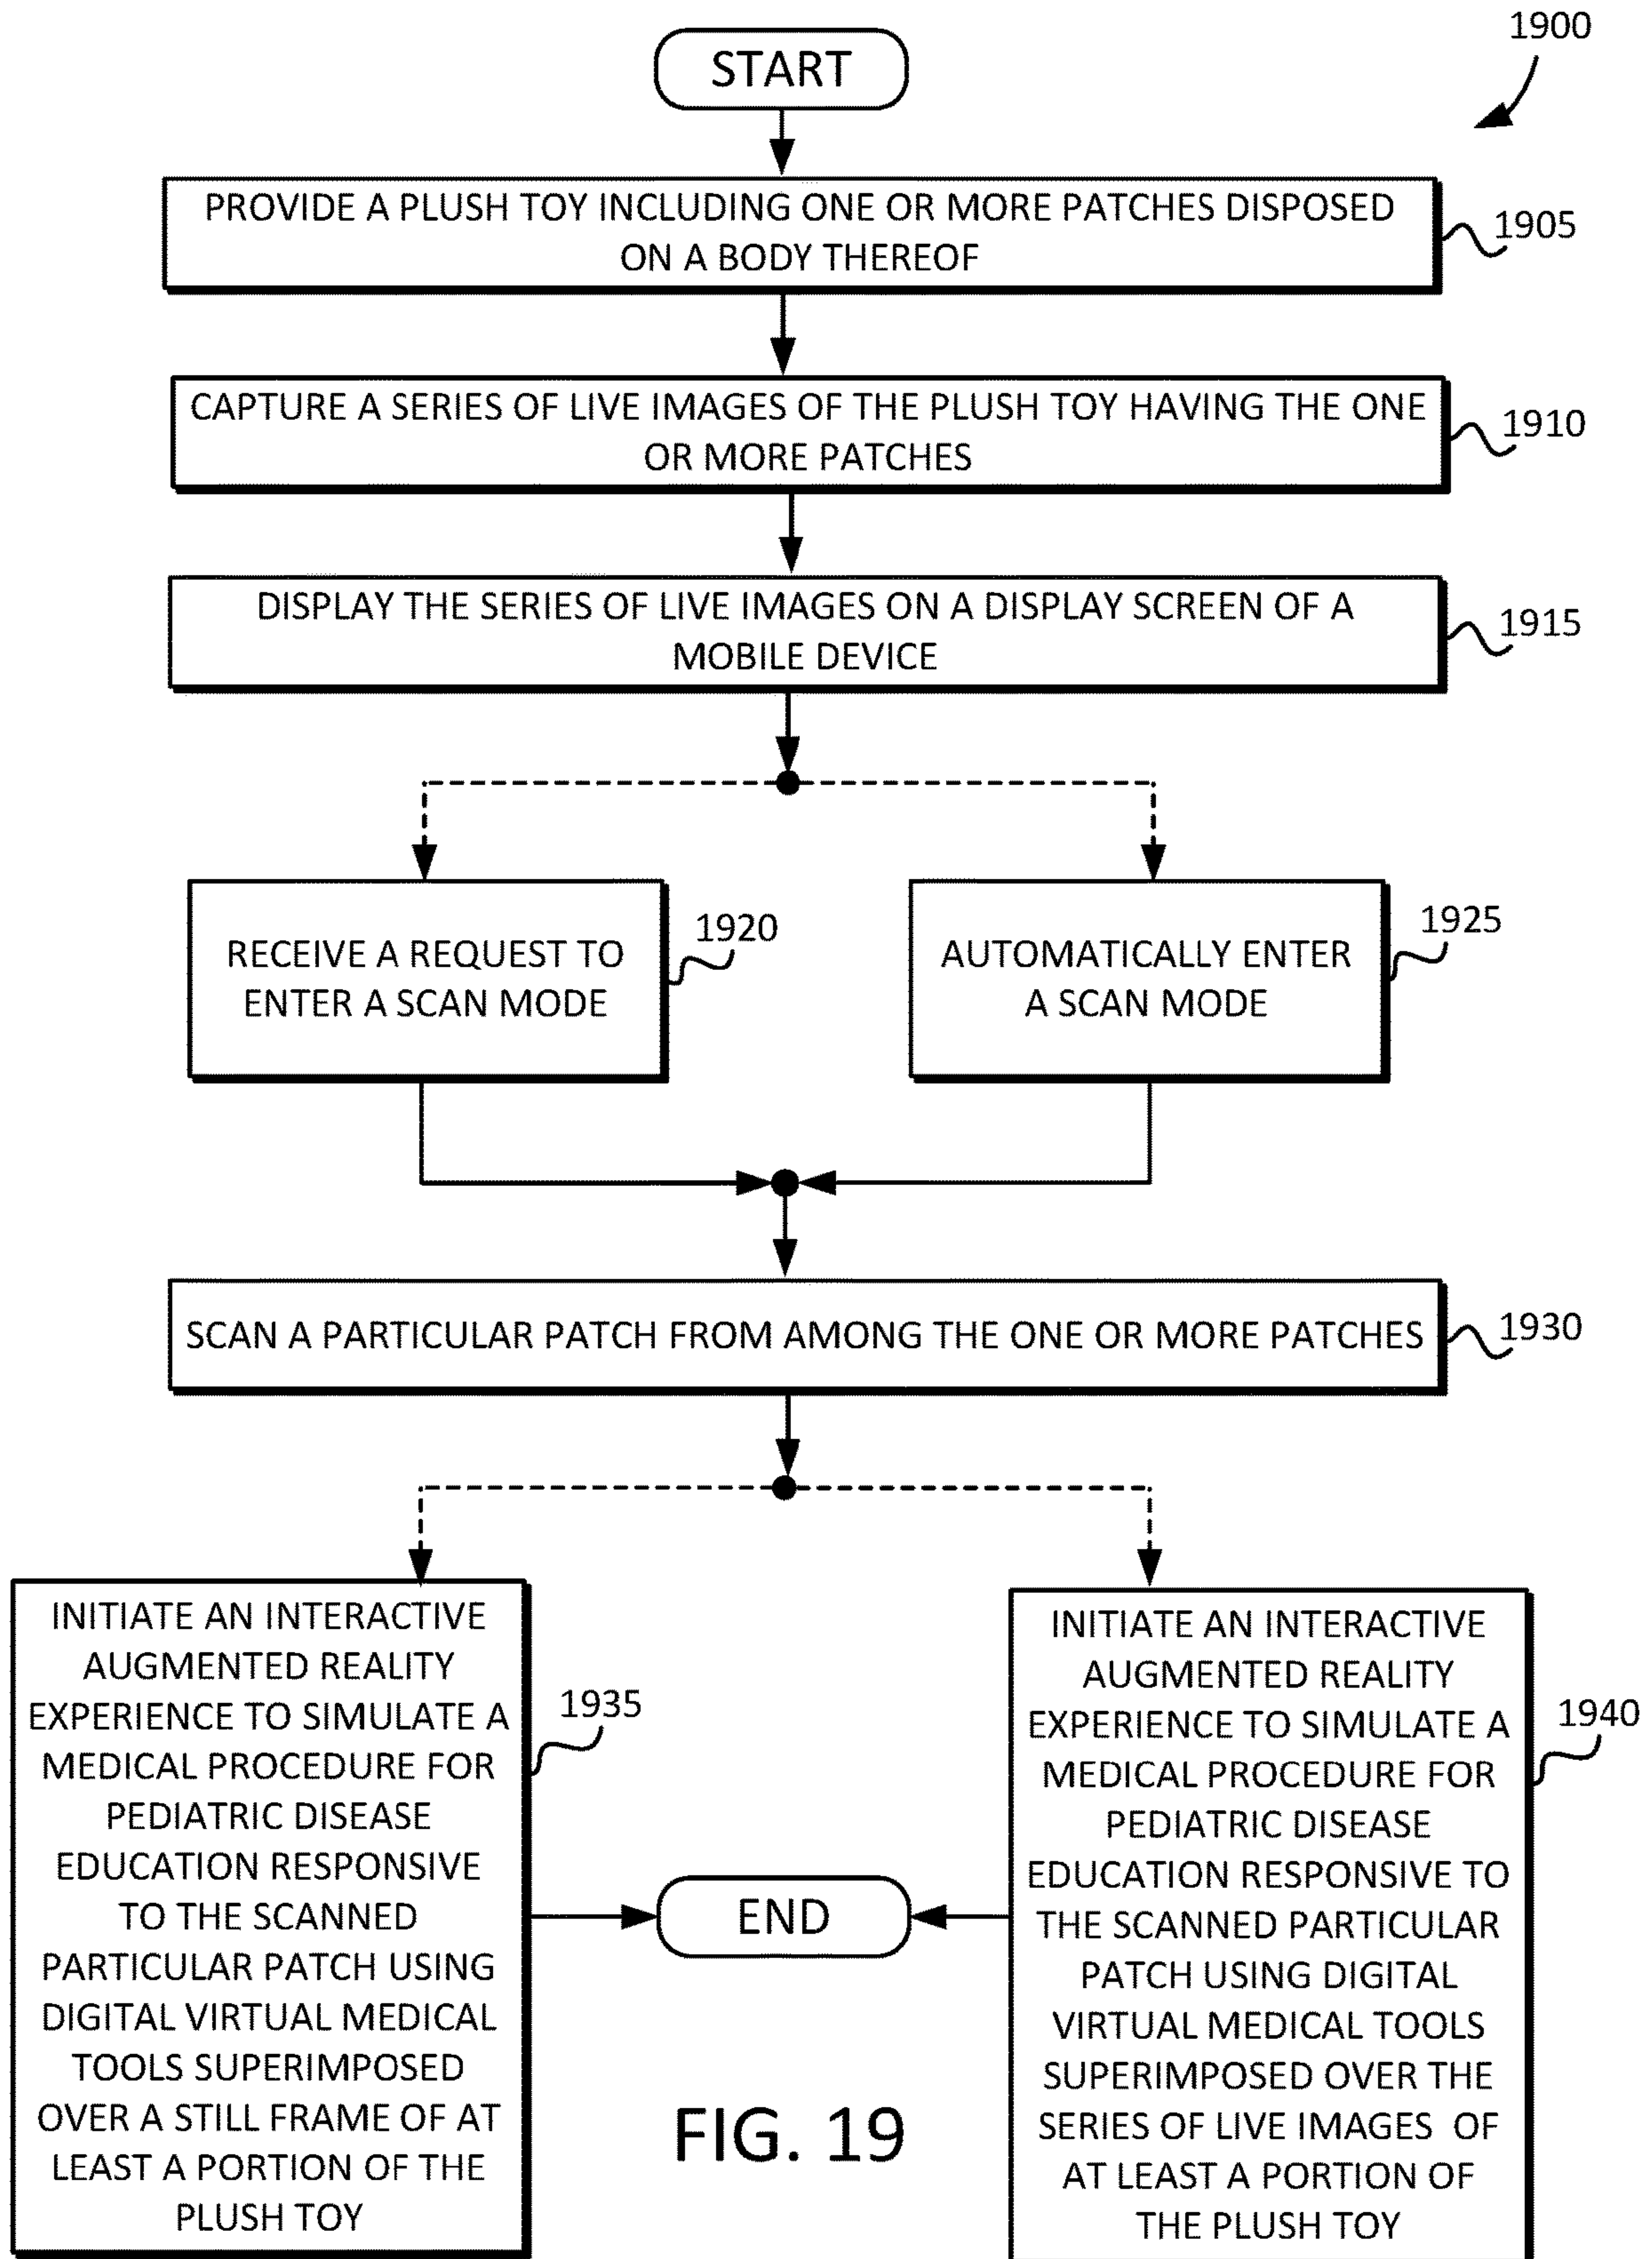 1900
START
PROVIDE A PLUSH TOY INCLUDING ONE OR MORE PATCHES DISPOSED
ON A BODY THEREOF
1905
CAPTURE A SERIES OF LIVE IMAGES OF THE PLUSH TOY HAVING THE ONE
OR MORE PATCHES
1910
DISPLAY THE SERIES OF LIVE IMAGES ON A DISPLAY SCREEN OF A
MOBILE DEVICE
1915
RECEIVE A REQUEST TO
ENTER A SCAN MODE
1920
AUTOMATICALLY ENTER
A SCAN MODE
1925
SCAN A PARTICULAR PATCH FROM AMONG THE ONE OR MORE PATCHES
1930
INITIATE AN INTERACTIVE
AUGMENTED REALITY
EXPERIENCE TO SIMULATE A
MEDICAL PROCEDURE FOR
PEDIATRIC DISEASE
EDUCATION RESPONSIVE
TO THE SCANNED
PARTICULAR PATCH USING
DIGITAL VIRTUAL MEDICAL
TOOLS SUPERIMPOSED
OVER A STILL FRAME OF AT
LEAST A PORTION OF THE
PLUSH TOY
1935
END
INITIATE AN INTERACTIVE
AUGMENTED REALITY
EXPERIENCE TO SIMULATE A
MEDICAL PROCEDURE FOR
PEDIATRIC DISEASE
EDUCATION RESPONSIVE TO
THE SCANNED PARTICULAR
PATCH USING DIGITAL
VIRTUAL MEDICAL TOOLS
SUPERIMPOSED OVER THE
SERIES OF LIVE IMAGES OF
AT LEAST A PORTION OF
THE PLUSH TOY
1940
FIG. 19